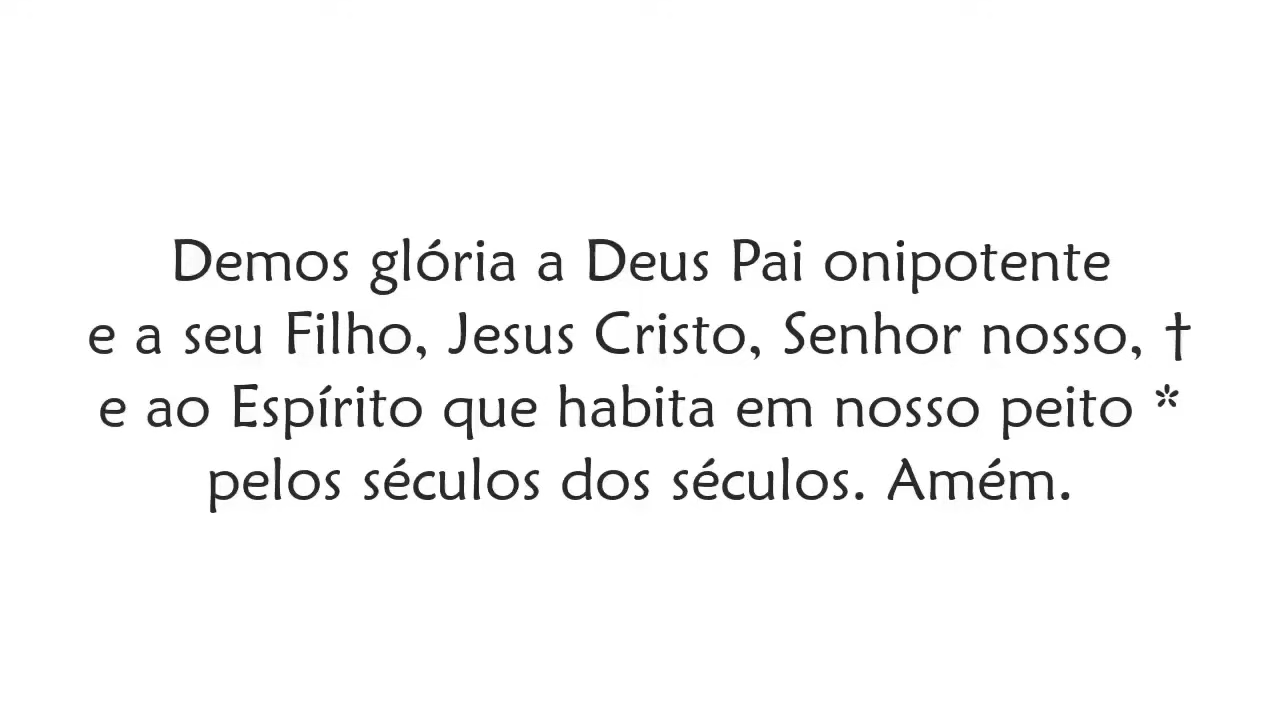 Demos glória a Deus Pai onipotente
e a seu Filho, Jesus Cristo, Senhor nosso, †
e ao Espírito que habita em nosso peito *
pelos séculos dos séculos. Amém.